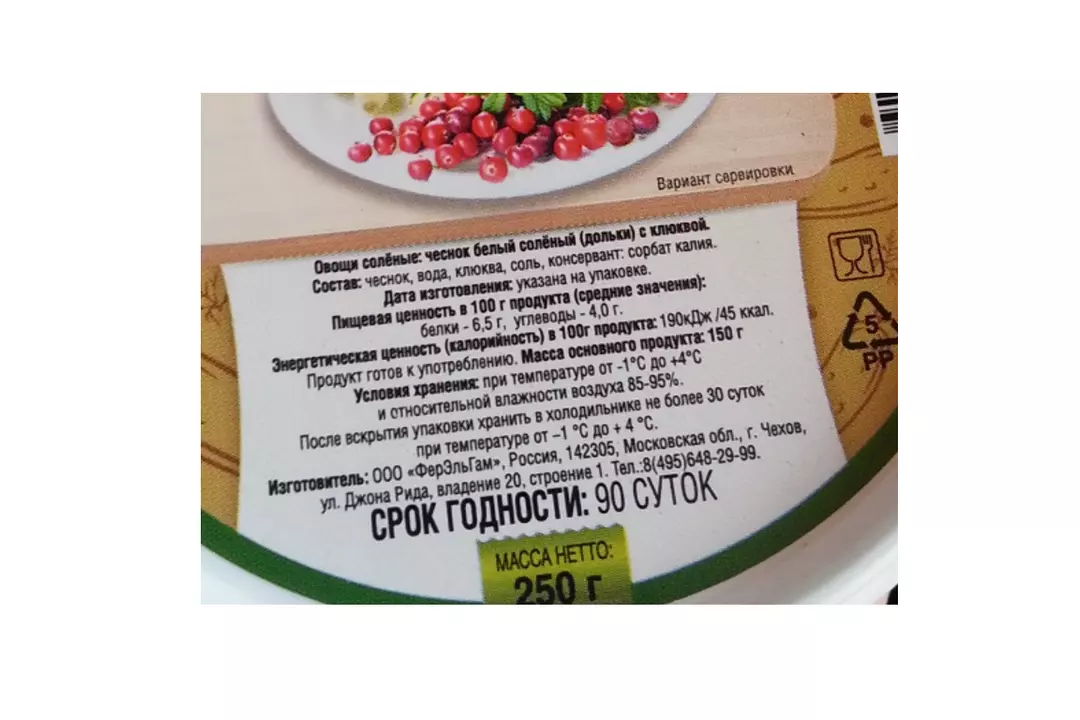 Вариант сервировки
Овощи солёные: чеснок белый солёный (дольки) с клюквой.
Состав: чеснок, вода, клюква, соль, консервант: сорбат калия.
Дата изготовления: указана на упаковке.
Пищевая ценность в 100 г продукта (средние значения):
белки - 6,5 г, углеводы - 4,0 г.
Энергетическая ценность (калорийность) в 100г продукта: 190кДж /45 ккал.
Продукт готов к употреблению. Масса основного продукта: 150 г
Условия хранения: при температуре от -1°С до +4°С
и относительной влажности воздуха 85-95%.
После вскрытия упаковки хранить в холодильнике не более 30 суток
при температуре от –1 °С до + 4 °С.
Изготовитель: ООО «ФерЭльГам», Россия, 142305, Московская обл., г. Чехов,
ул. Джона Рида, владение 20, строение 1. Тел.:8(495)648-29-99.
СРОК ГОДНОСТИ: 90 СУТОК
МАССА НЕТТО:
250 г
5
PP